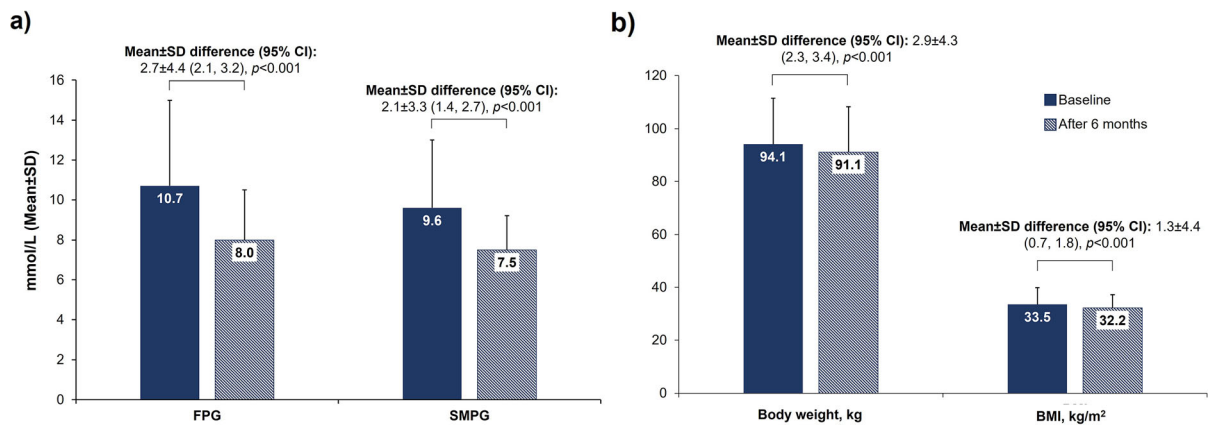 a)
Mean±SD difference (95% CI):
2.7±4.4 (2.1, 3.2), p<0.001
Mean±SD difference (95% CI):
2.1±3.3 (1.4, 2.7), p<0.001
mmol/L (Mean±SD)
16
14
12
10
8
6
4
2
0
10.7
8.0
9.6
7.5
FPG
SMPG
b)
Mean±SD difference (95% CI): 2.9±4.3
(2.3, 3.4), p<0.001
Baseline
After 6 months
Mean±SD difference (95% CI): 1.3±4.4
(0.7, 1.8), p<0.001
120
100
80
60
40
20
0
94.1
91.1
33.5
32.2
Body weight, kg
BMI, kg/m²